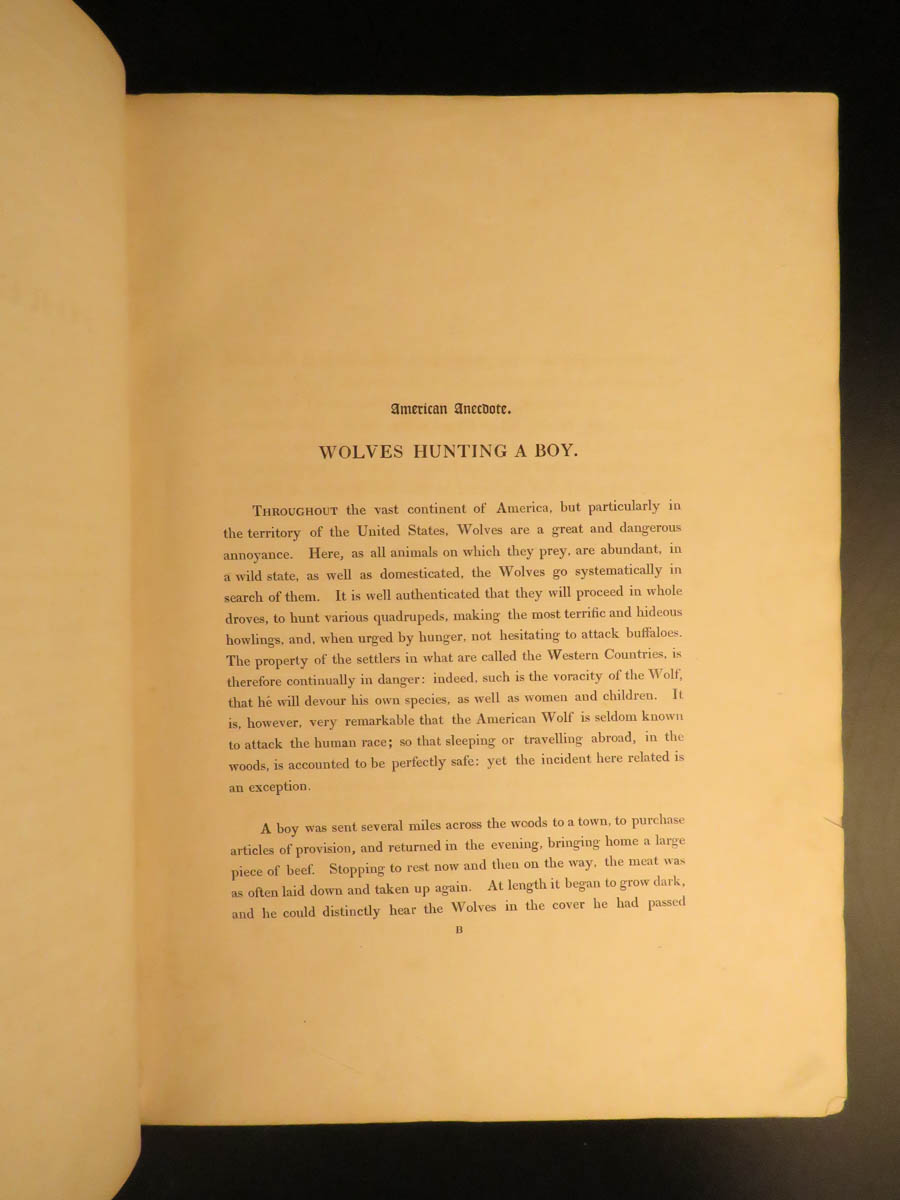 American Anecdote.
WOLVES HUNTING A BOY.
THROUGHOUT the vast continent of America, but particularly in
the territory of the United States, Wolves are a great and dangerous
annoyance. Here, as all animals on which they prey, are abundant, in
a wild state, as well as domesticated, the Wolves go systematically in
search of them. It is well authenticated that they will proceed in whole
droves, to hunt various quadrupeds, making the most terrific and hideous
howlings, and, when urged by hunger, not hesitating to attack buffaloes.
The property of the settlers in what are called the Western Countries, is
therefore continually in danger: indeed, such is the voracity of the Wolf,
that he will devour his own species, as well as women and children. It
is, however, very remarkable that the American Wolf is seldom known
to attack the human race; so that sleeping or travelling abroad, in the
woods, is accounted to be perfectly safe: yet the incident here related is
an exception.
A boy was sent several miles across the woods to a town, to purchase
articles of provision, and returned in the evening, bringing home a large
piece of beef. Stopping to rest now and then on the way, the meat was
as often laid down and taken up again. At length it began to grow dark,
and he could distinctly hear the Wolves in the cover he had passed
B